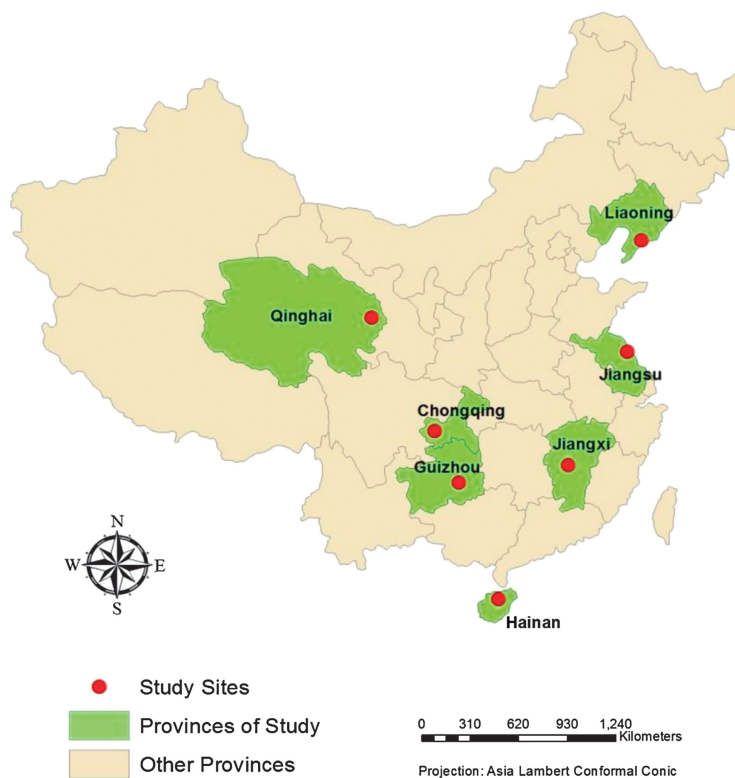 Liaoning
Qinghai
Jiangsu
Chongqing
Jiangxi
Guizhou
N
W E
S
Hainan
Study Sites
Provinces of Study
Other Provinces
0 310 620 930 1,240
Kilometers
Projection: Asia Lambert Conformal Conic